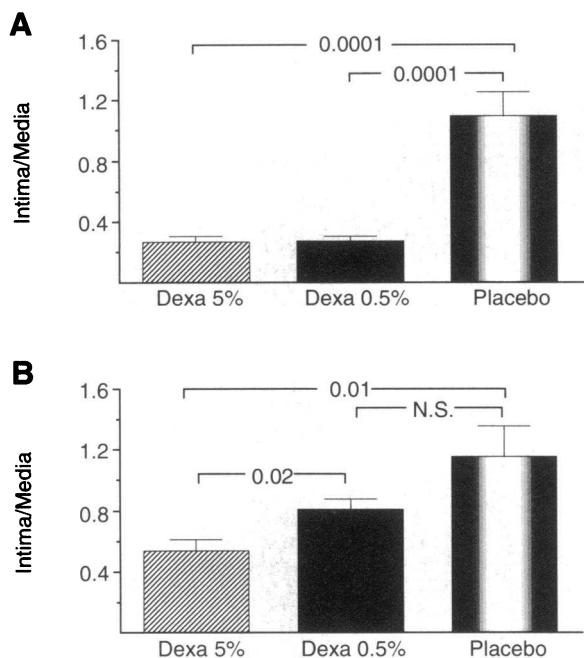 A
1.6
0.0001
0.0001
1.2
Intima/Media
0.8
0.4
Dexa 5% Dexa 0.5% Placebo
B
1.6
0.01
N.S.
1.2
Intima/Media
0.02
0.8
0.4
Dexa 5% Dexa 0.5% Placebo